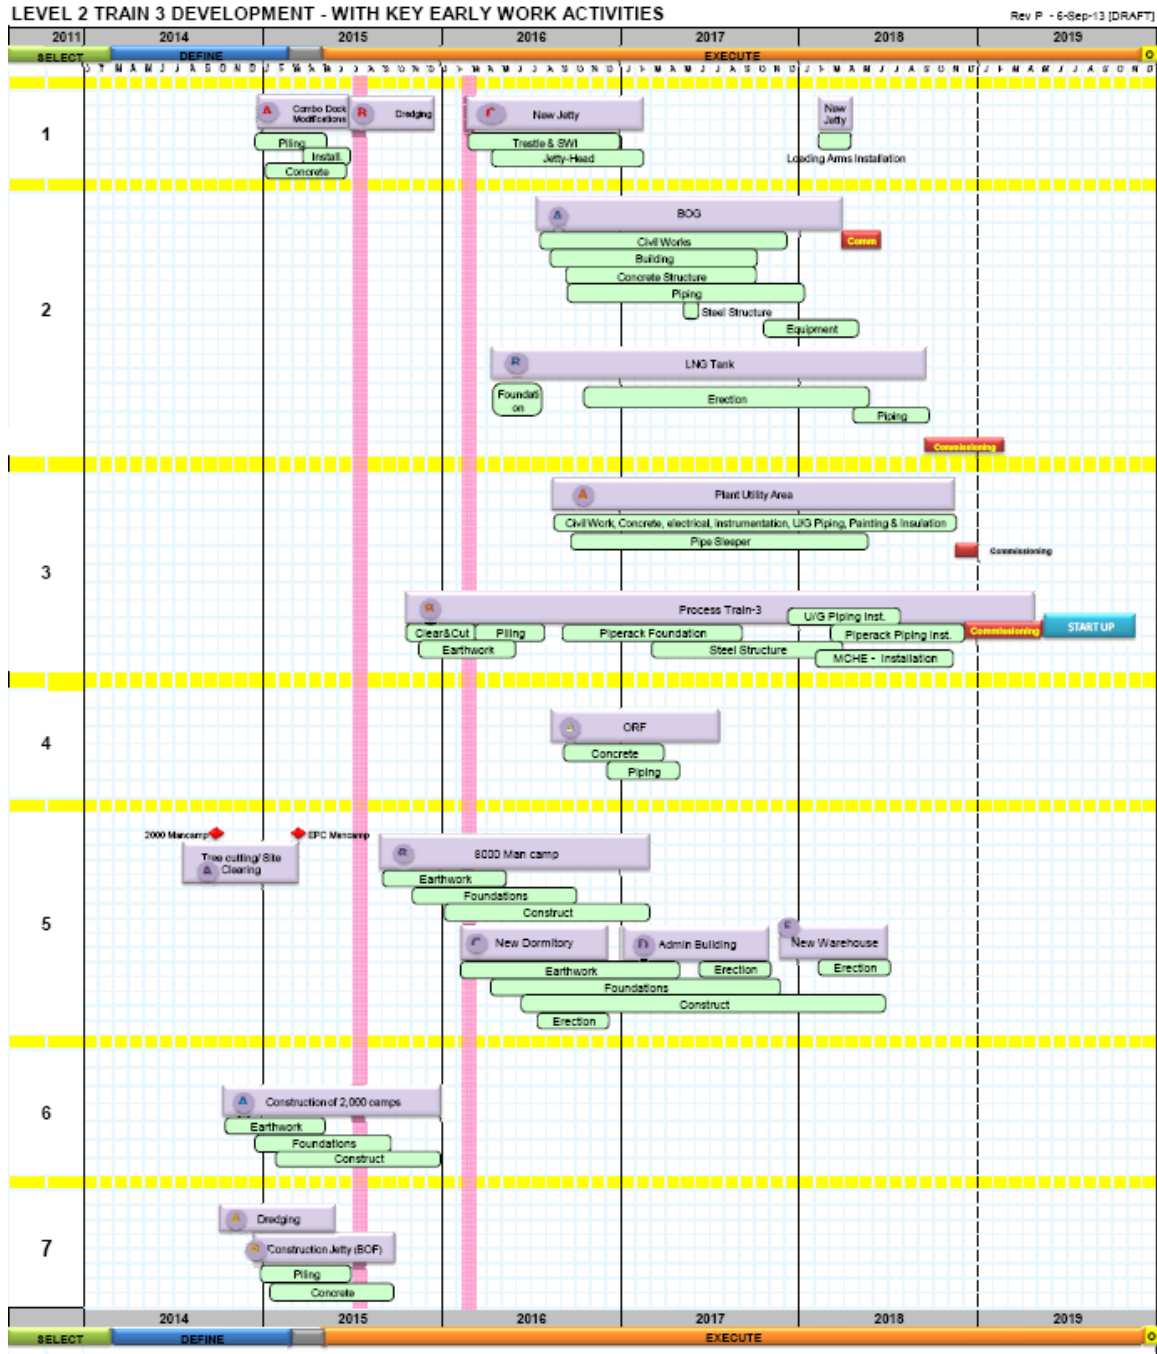 LEVEL 2 TRAIN 3 DEVELOPMENT - WITH KEY EARLY WORK ACTIVITIES
Rev P - 6-Sep-13 [DRAFT]
2011 2014 2015 2016 2017 2018 2019
SELECT DEFINE EXECUTE O
1
A Combo Dock Modifications
B Dredging
C New Jetty
New Jetty
Piling
Install.
Concrete
Trestle & SWI
Jetty-Head
Loading Arms Installation
2
A BOG
Civil Works
Comm
Building
Concrete Structure
Piping
Steel Structure
Equipment
LNG Tank
Foundati
on
Erection
Piping
Commissioning
3
A Plant Utility Area
Civil Work, Concrete, electrical, instrumentation, U/G Piping, Painting & Insulation
Pipe Sleeper
Commissioning
Process Train-3
U/G Piping Inst.
Clear&Cut
Piling
Piperack Foundation
Piperack Piping Inst.
Commissioning
START UP
Earthwork
Steel Structure
MCHE - Installation
4
A ORF
Concrete
Piping
5
2000 Mancamp
EPC Mancamp
Tree cutting/ Site
A Clearing
8000 Man camp
Earthwork
Foundations
Construct
C New Dormitory
D Admin Building
E New Warehouse
Earthwork
Erection
Erection
Foundations
Construct
Erection
6
A Construction of 2,000 camps
Earthwork
Foundations
Construct
7
A Dredging
Construction Jetty (BOF)
Piling
Concrete
2014 2015 2016 2017 2018 2019
SELECT DEFINE EXECUTE O